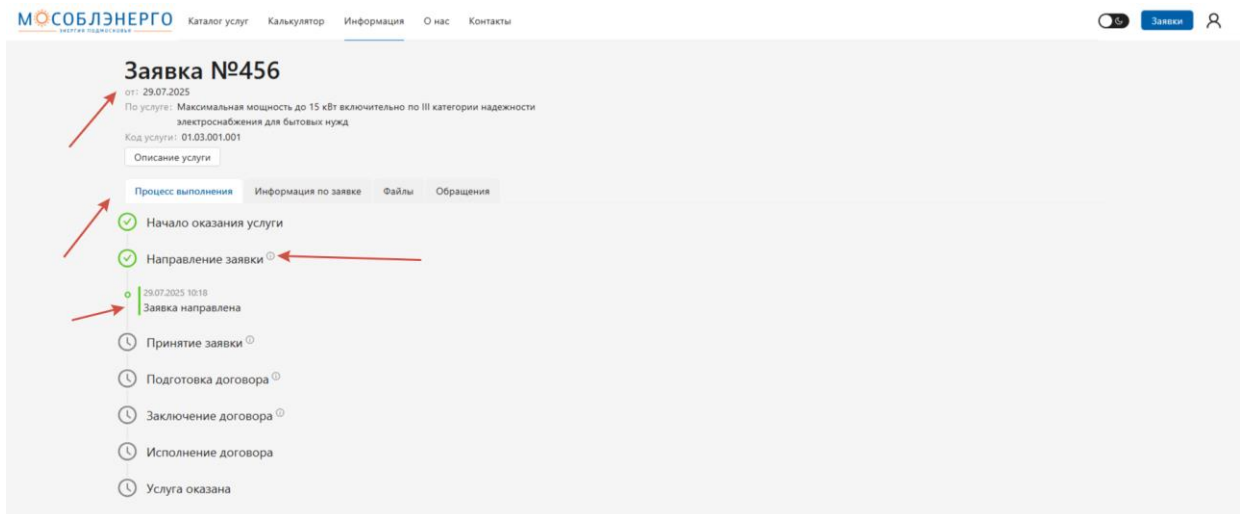 МОСОБЛЭНЕРГО
ЭНЕРГИЯ ПОДМОСКОВЬЯ
Каталог услуг Калькулятор Информация О нас Контакты
Заявки
Заявка №456
от: 29.07.2025
По услуге: Максимальная мощность до 15 кВт включительно по III категории надежности
электроснабжения для бытовых нужд
Код услуги: 01.03.001.001
Описание услуги
Процесс выполнения Информация по заявке Файлы Обращения
Начало оказания услуги
Направление заявки
29.07.2025 10:18
Заявка направлена
Принятие заявки
Подготовка договора
Заключение договора
Исполнение договора
Услуга оказана